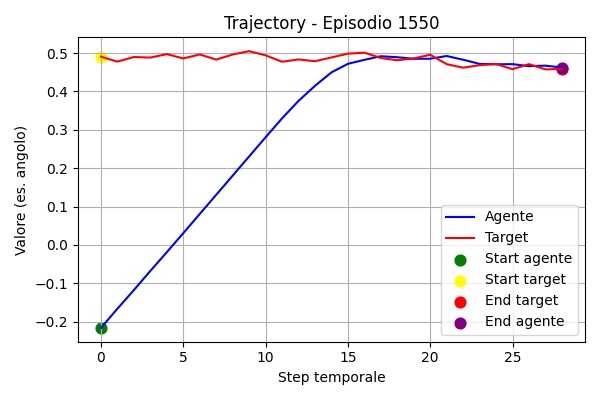 Trajectory - Episodio 1550
Valore (es. angolo)
0.5
0.4
0.3
0.2
0.1
0.0
−0.1
−0.2
0
5
10
15
20
25
Step temporale
Agente
Target
Start agente
Start target
End target
End agente